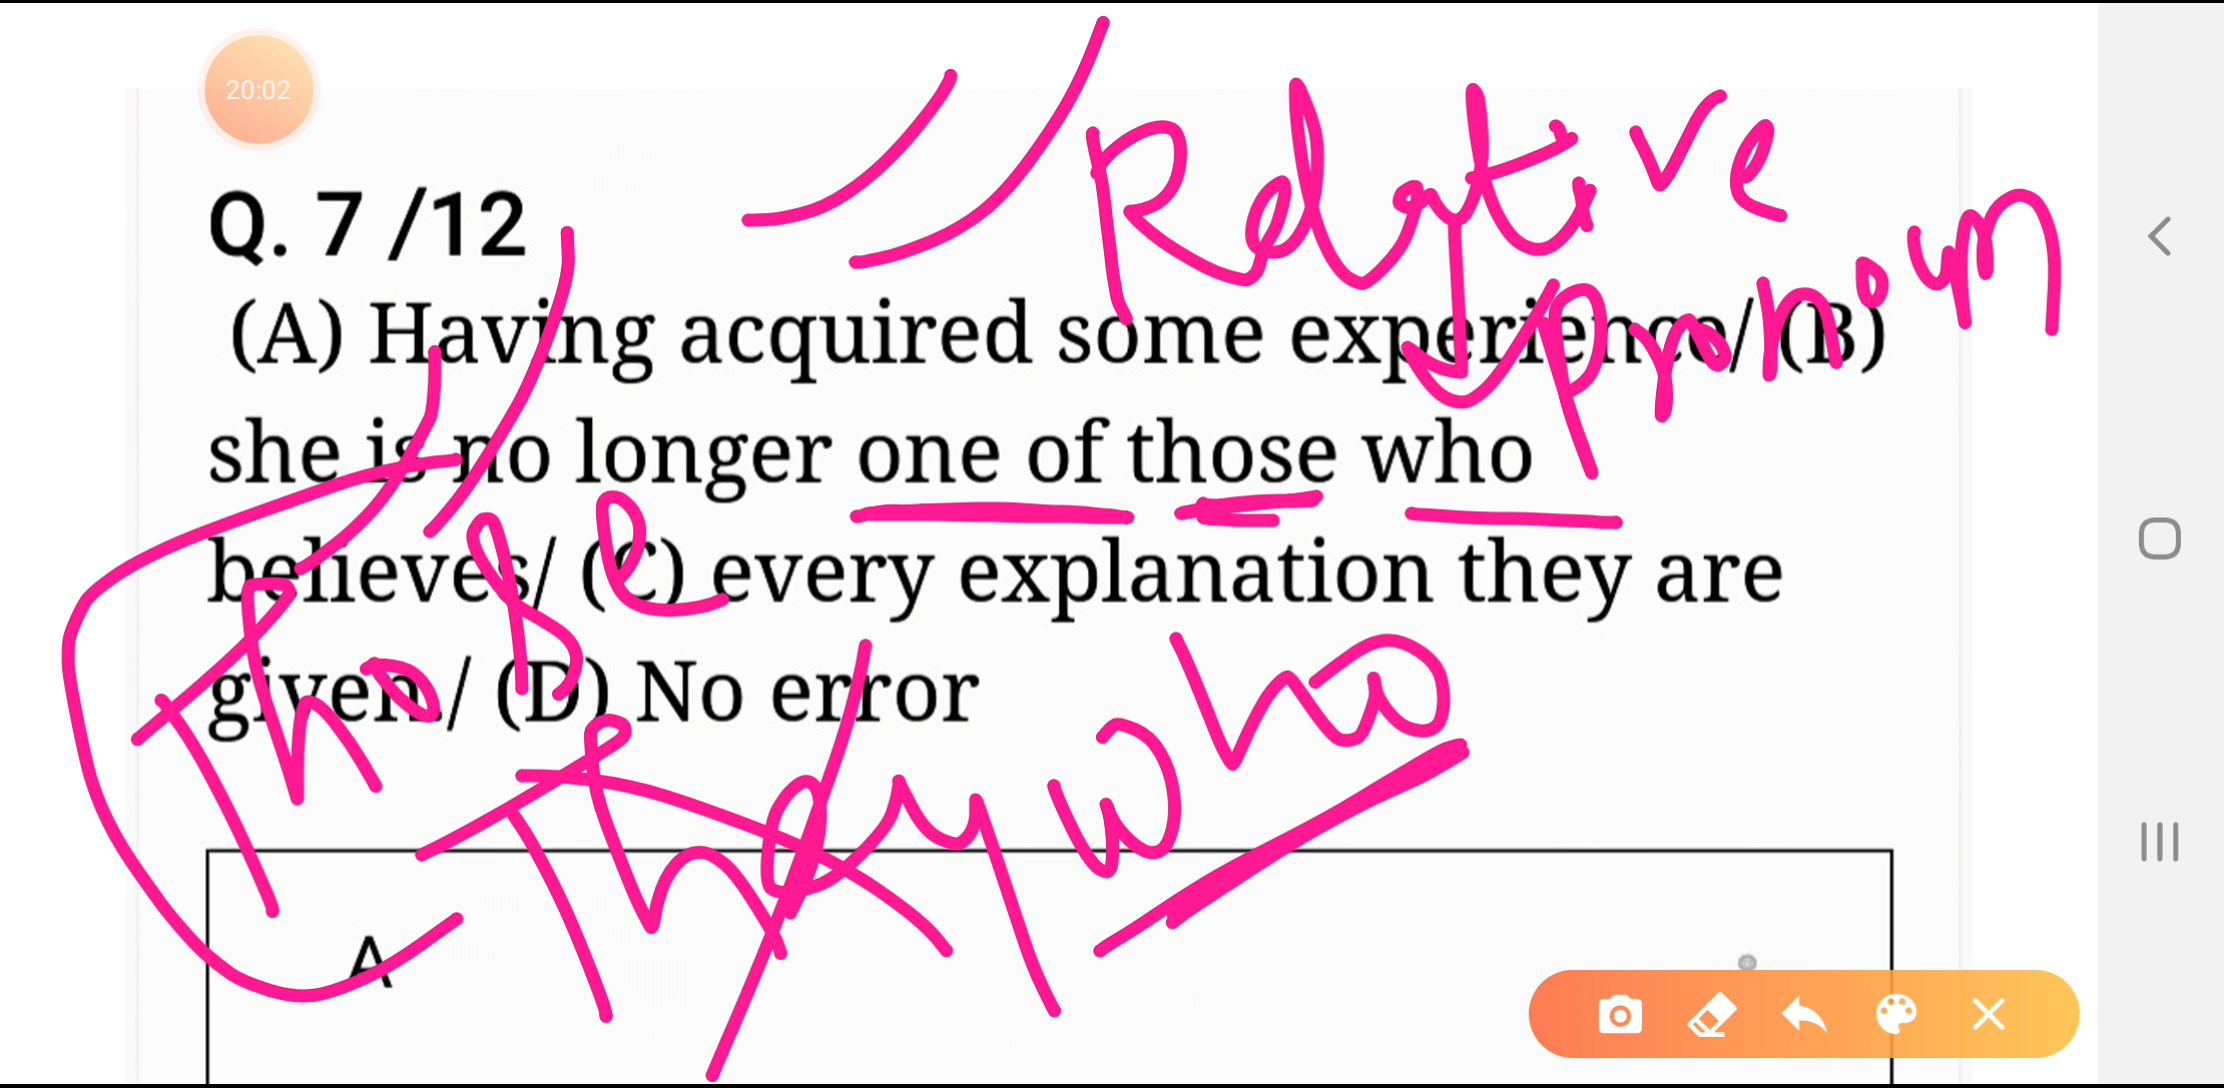 20:02
Relative
pronoun
Q. 7 /12
(A) Having acquired some experience/ (B)
she is no longer one of those who
believes/ (C) every explanation they are
given./ (D) No error
Those
They who
A